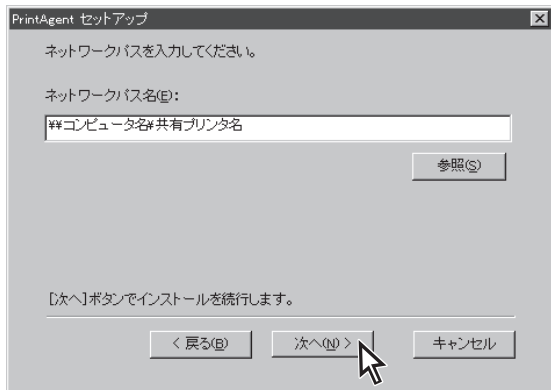 PrintAgent セットアップ
ネットワークパスを入力してください。
ネットワークパス名(E):
¥¥コンピュータ名¥共有プリンタ名
参照(S)
[次へ]ボタンでインストールを続行します。
< 戻る(B)
次へ(N) >
キャンセル